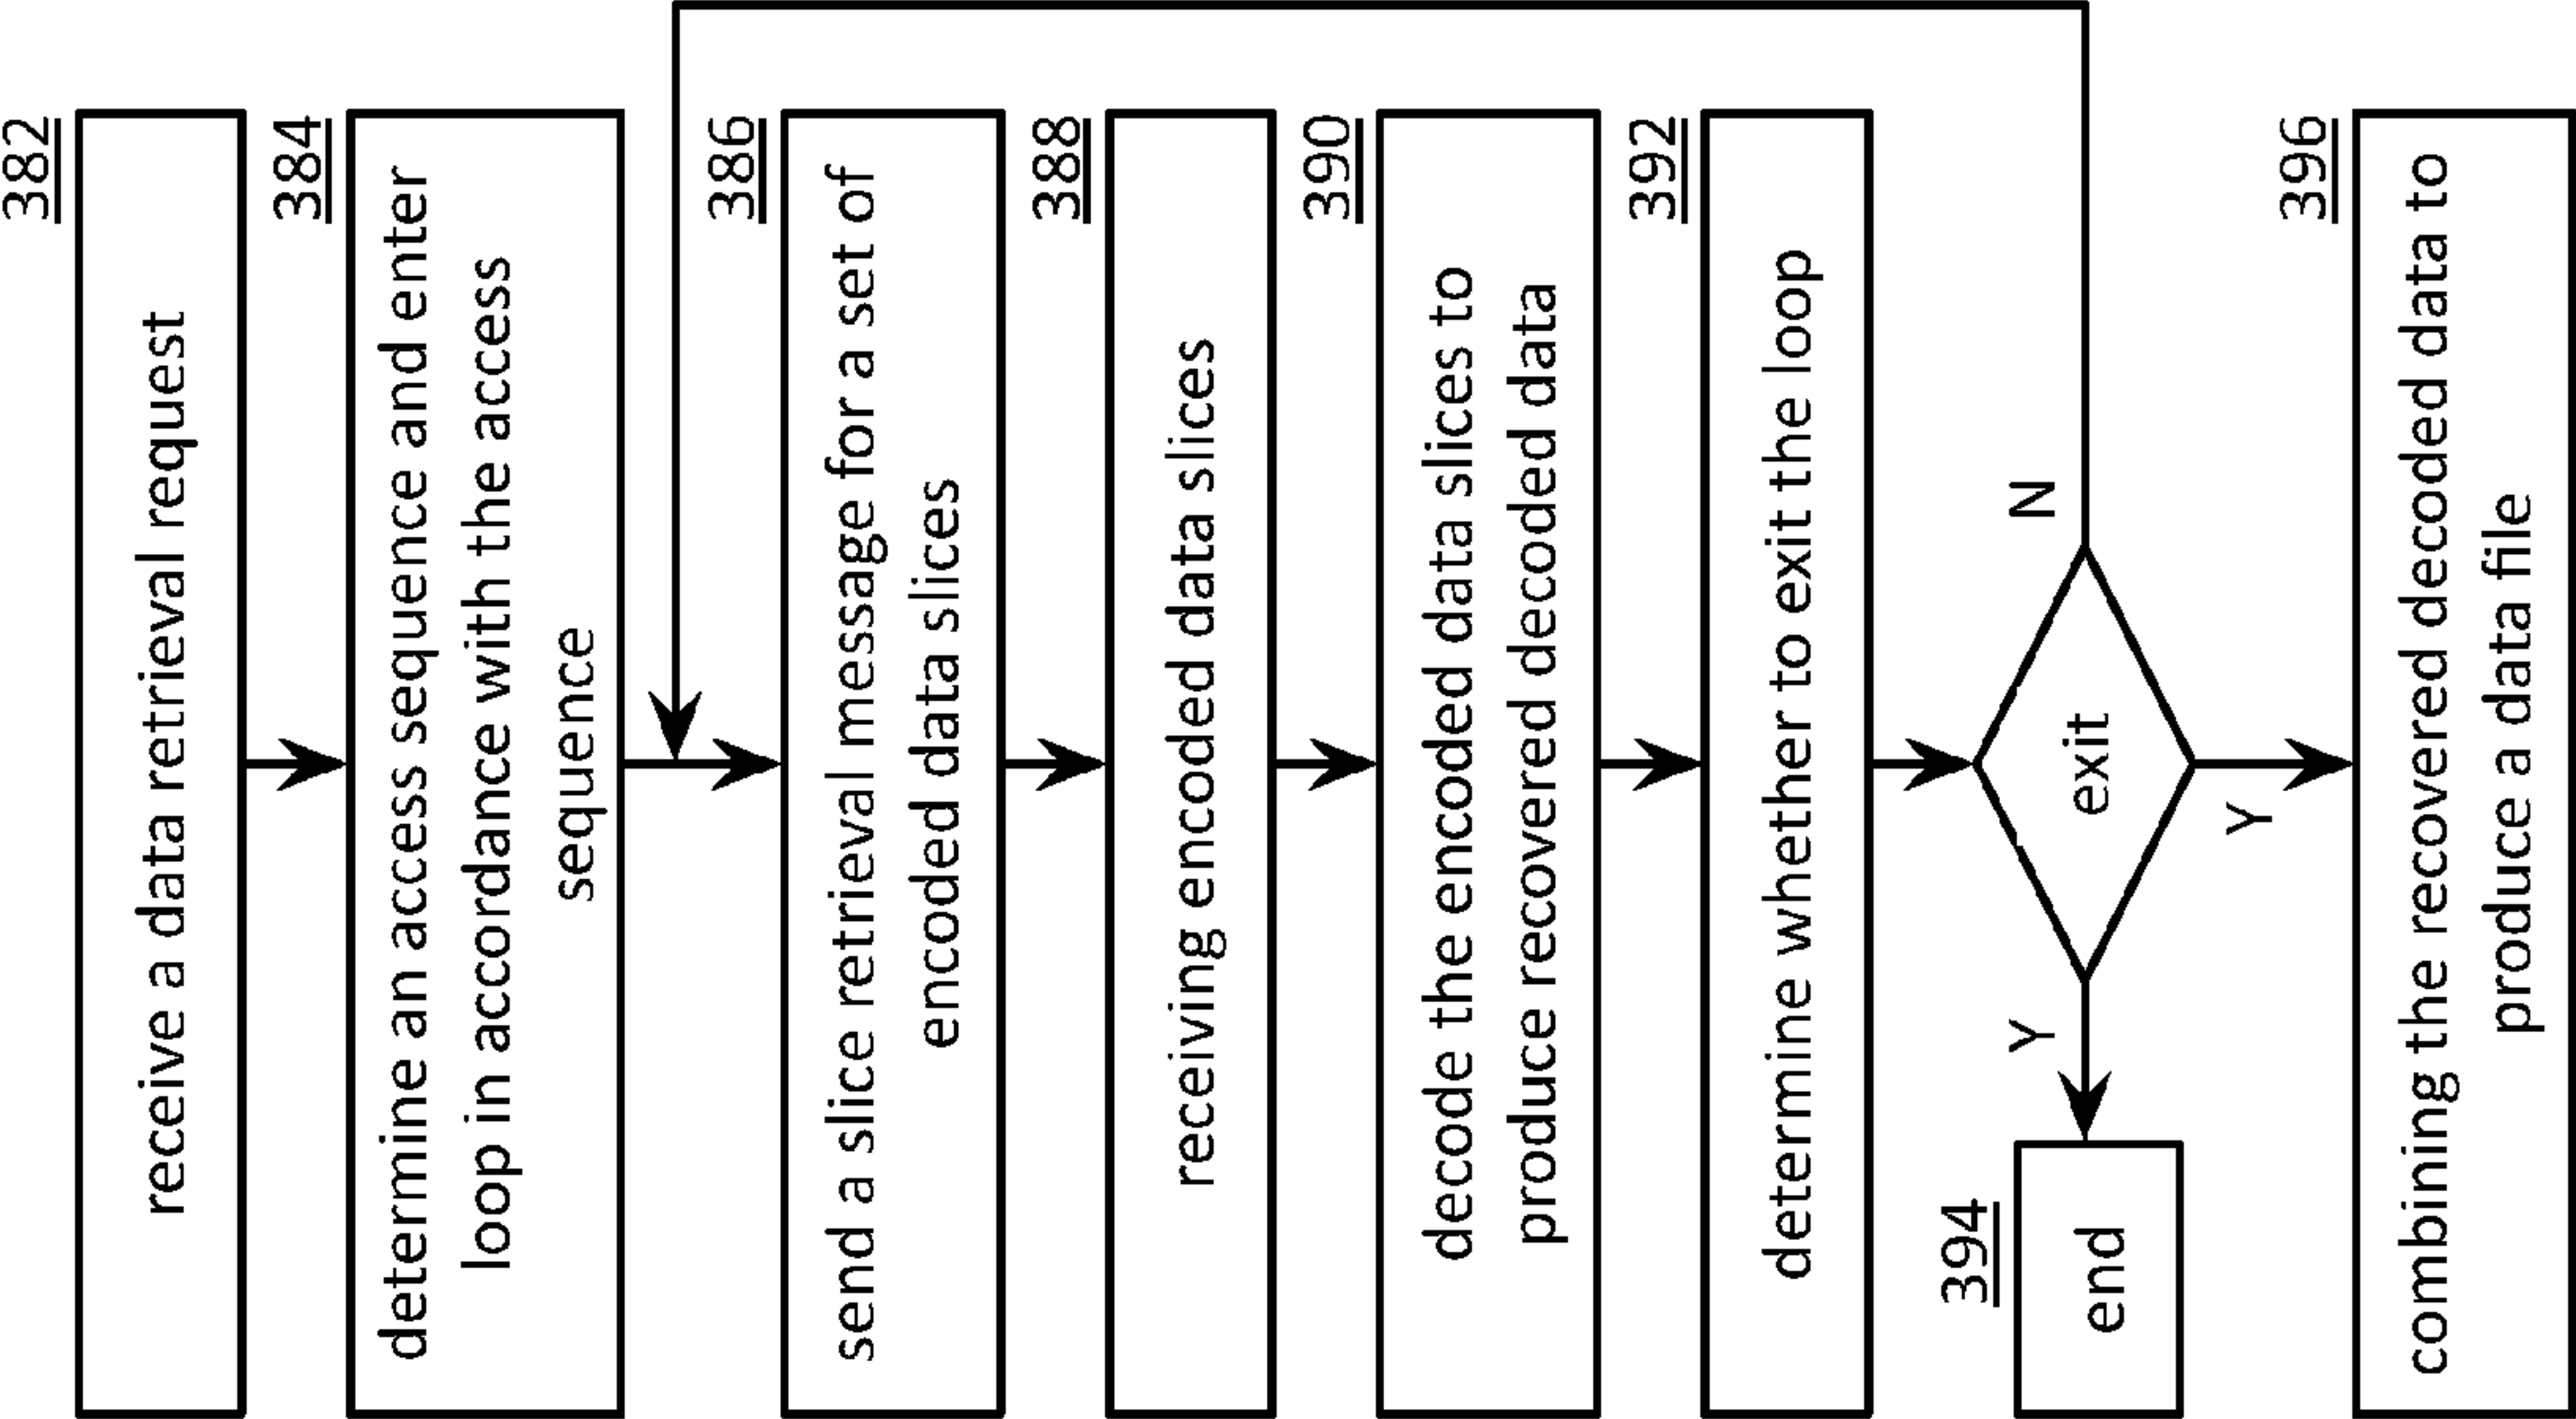 382
receive a data retrieval request
384
determine an access sequence and enter
loop in accordance with the access
sequence
386
send a slice retrieval message for a set of
encoded data slices
388
receiving encoded data slices
390
decode the encoded data slices to
produce recovered decoded data
392
determine whether to exit the loop
exit
N
Y
Y
394
end
396
combining the recovered decoded data to
produce a data file